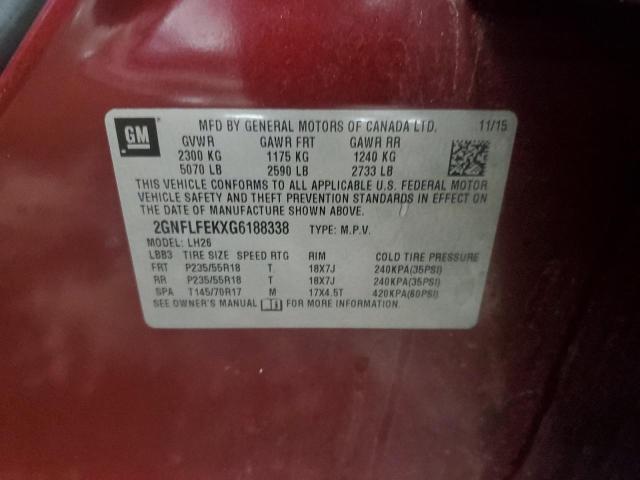 GM
MFD BY GENERAL MOTORS OF CANADA LTD. 11/15
GVWR GAWR FRT GAWR RR
2300 KG 1175 KG 1240 KG
5070 LB 2590 LB 2733 LB
THIS VEHICLE CONFORMS TO ALL APPLICABLE U.S. FEDERAL MOTOR
VEHICLE SAFETY AND THEFT PREVENTION STANDARDS IN EFFECT ON
THE DATE OF MANUFACTURE SHOWN ABOVE.
2GNFLFEKXG6188338 TYPE: M.P.V.
MODEL: LH26
LBB3 TIRE SIZE SPEED RTG RIM COLD TIRE PRESSURE
FRT P235/55R18 T 18X7J 240KPA(35PSI)
RR P235/55R18 T 18X7J 240KPA(35PSI)
SPA T145/70R17 M 17X4.5T 420KPA(60PSI)
SEE OWNER'S MANUAL FOR MORE INFORMATION.